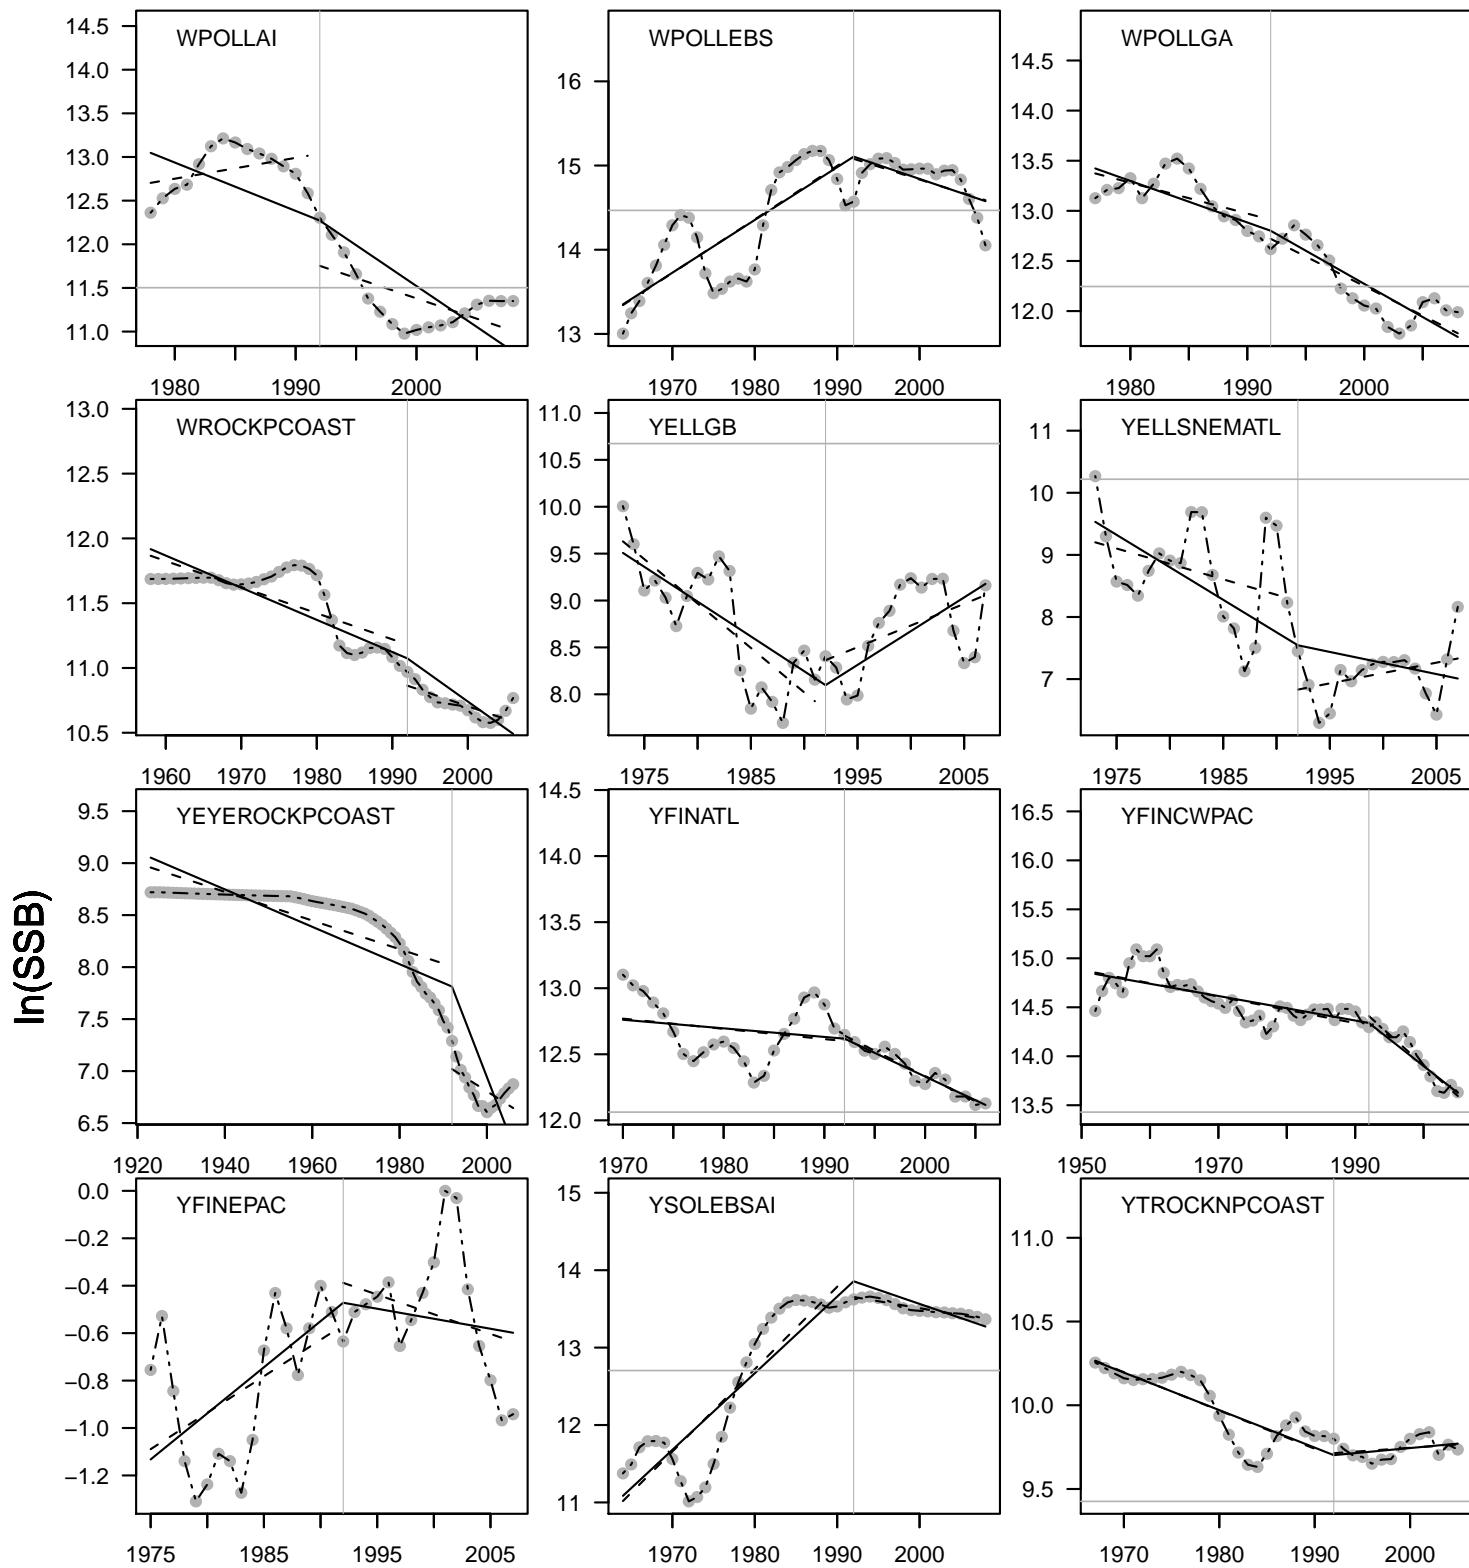 WPOLLAI
14.5
14.0
13.5
13.0
12.5
12.0
11.5
11.0
1980 1992 2000
WPOLLEBS
16
15
14
13
1970 1980 1992 2000
WPOLLGA
14.5
14.0
13.5
13.0
12.5
12.0
1980 1992 2000
WROCKPCOAST
13.0
12.5
12.0
11.5
11.0
10.5
1960 1970 1980 1992 2000
YELLGB
11.0
10.5
10.0
9.5
9.0
8.5
8.0
1975 1985 1995 2005
YELLSNEMATL
11
10
9
8
7
1975 1985 1995 2005
ln(SSB)
YEYEROCKPCOAST
9.5
9.0
8.5
8.0
7.5
7.0
6.5
1920 1940 1960 1980 2000
YFINATL
14.5
14.0
13.5
13.0
12.5
12.0
1970 1980 1992 2000
YFINCWPAC
16.5
16.0
15.5
15.0
14.5
14.0
13.5
1950 1970 1990
YFINEPAC
0.0
−0.2
−0.4
−0.6
−0.8
−1.0
−1.2
1975 1985 1995 2005
YSOLEBSAI
15
14
13
12
11
1970 1980 1992 2000
YTROCKNPCOAST
11.0
10.5
10.0
9.5
1970 1980 1992 2000